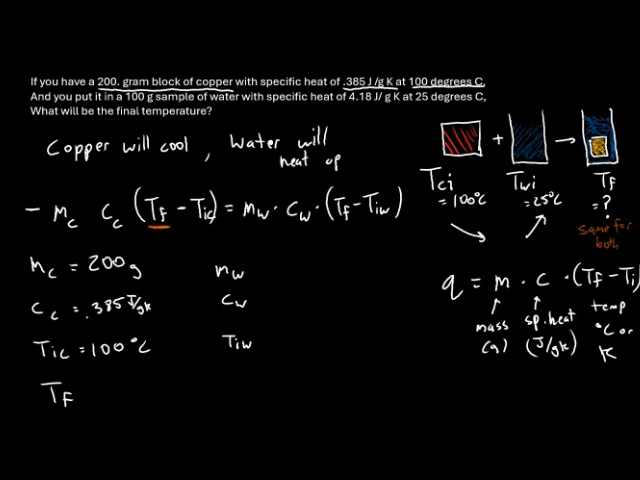 If you have a 200. gram block of copper with specific heat of .385 J /g K at 100 degrees C,
And you put it in a 100 g sample of water with specific heat of 4.18 J/ g K at 25 degrees C,
What will be the final temperature?
Copper will cool , Water will
heat up
+ →
Tci Twi TF
= 100°C = 25°C = ?
same for
both
- Mc Cc (TF - Tic) = Mw · Cw · (TF - Tiw)
q = m · c · (TF - Ti)
mass sp. heat temp
(g) (J/gK) °C or
K
Mc = 200g mw
Cc = .385 J/gk Cw
Tic = 100°C Tiw
TF